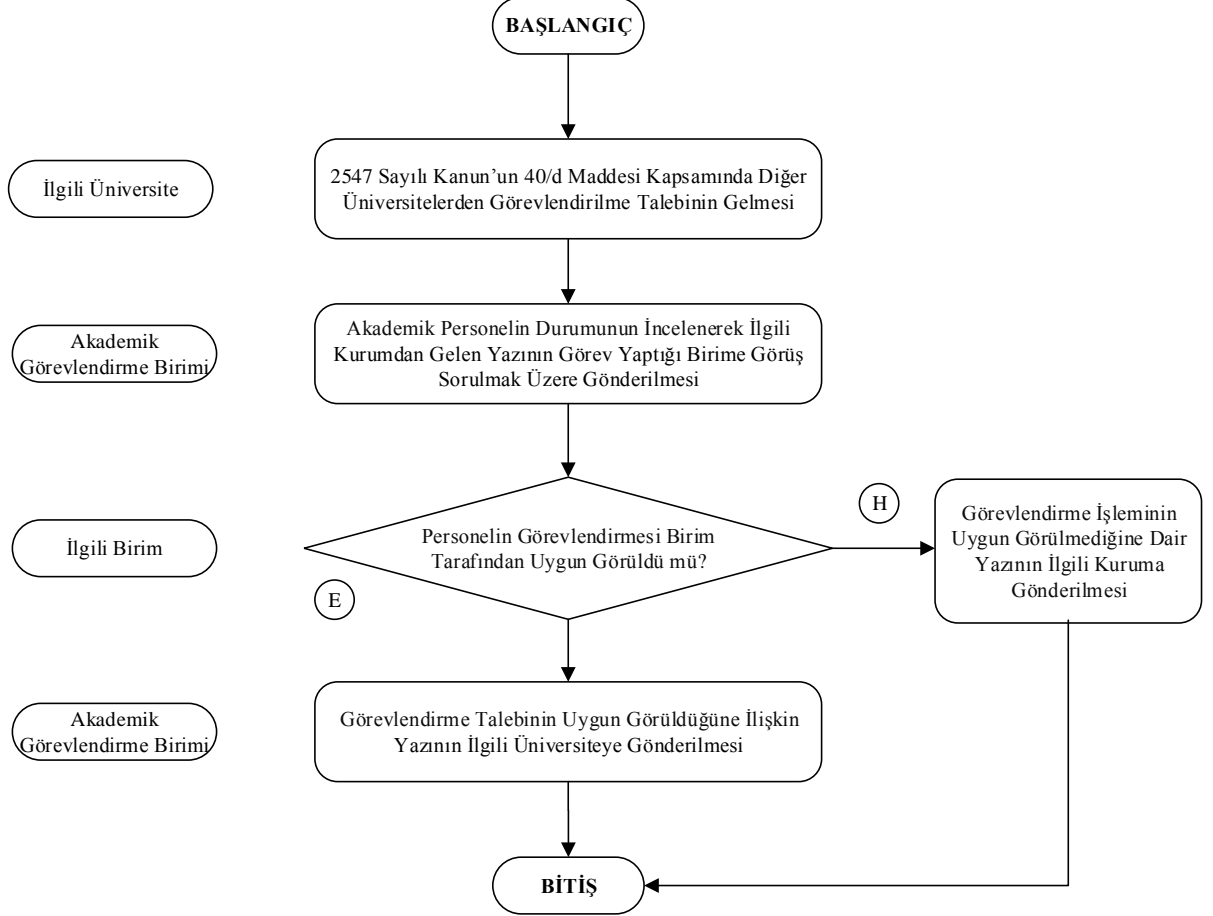 BAŞLANGIÇ
İlgili Üniversite
2547 Sayılı Kanun’un 40/d Maddesi Kapsamında Diğer
Üniversitelerden Görevlendirilme Talebinin Gelmesi
Akademik
Görevlendirme Birimi
Akademik Personelin Durumunun İncelenerek İlgili
Kurumdan Gelen Yazının Görev Yaptığı Birime Görüş
Sorulmak Üzere Gönderilmesi
İlgili Birim
Personelin Görevlendirmesi Birim
Tarafından Uygun Görüldü mü?
H
Görevlendirme İşleminin
Uygun Görülmediğine Dair
Yazının İlgili Kuruma
Gönderilmesi
E
Akademik
Görevlendirme Birimi
Görevlendirme Talebinin Uygun Görüldüğüne İlişkin
Yazının İlgili Üniversiteye Gönderilmesi
BİTİŞ